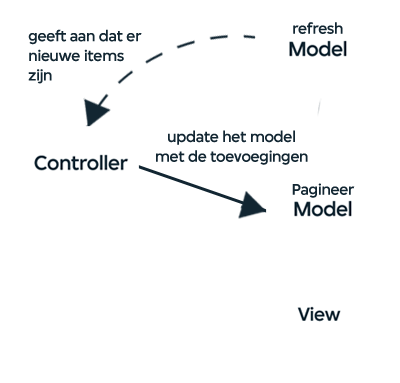 geeft aan dat er
nieuwe items
zijn
refresh
Model
Controller
update het model
met de toevoegingen
Pagineer
Model
View